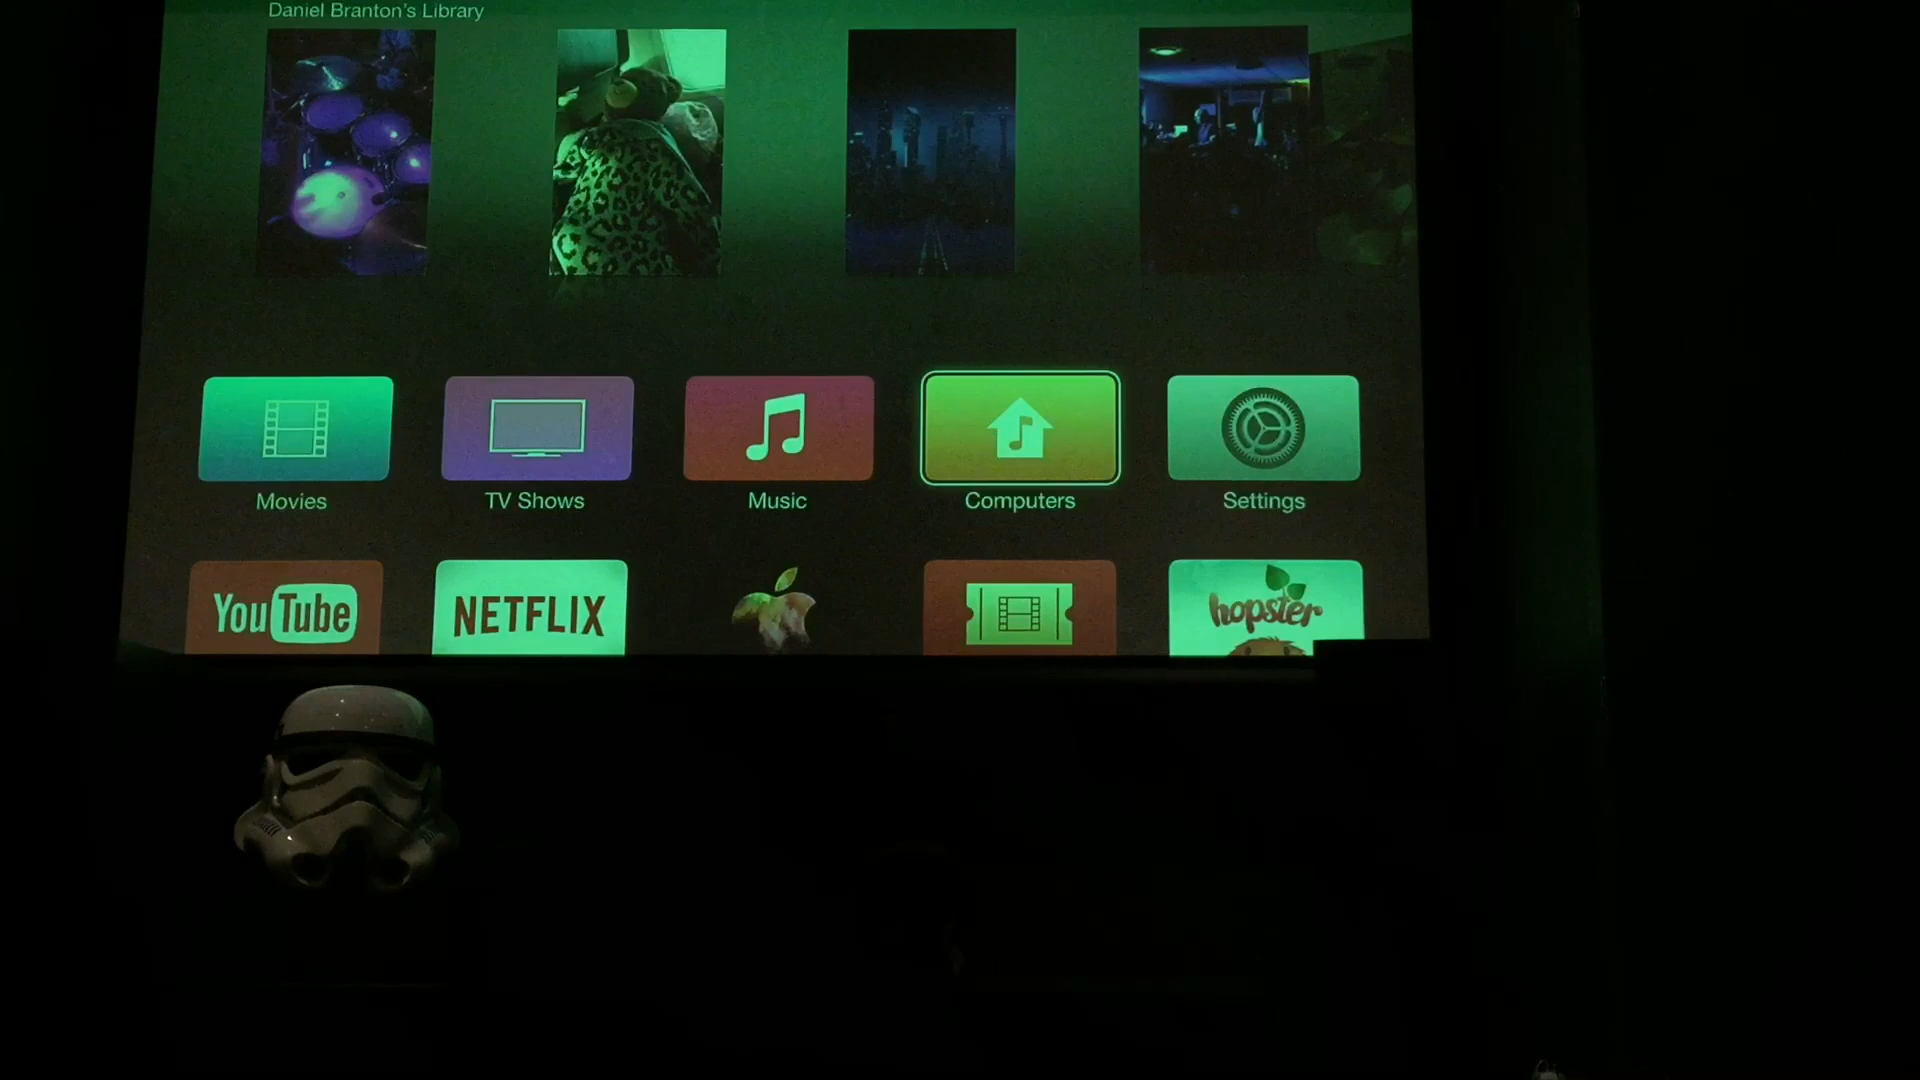 Daniel Branton's Library
Movies
TV Shows
Music
Computers
Settings
YouTube
NETFLIX
hopster